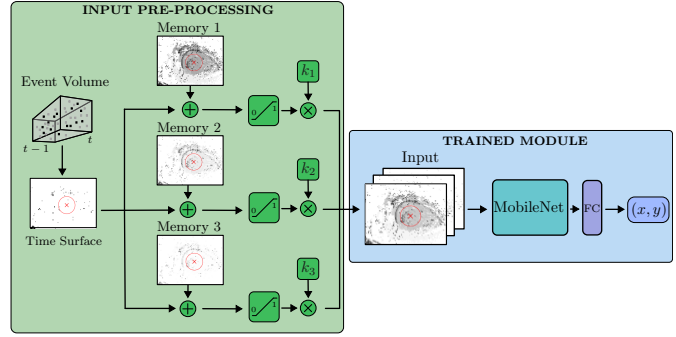 INPUT PRE-PROCESSING
Memory 1
Event Volume
t − 1
t
Time Surface
+
0 1
×
k1
Memory 2
+
0 1
×
k2
Memory 3
+
0 1
×
k3
TRAINED MODULE
Input
MobileNet
FC
(x, y)